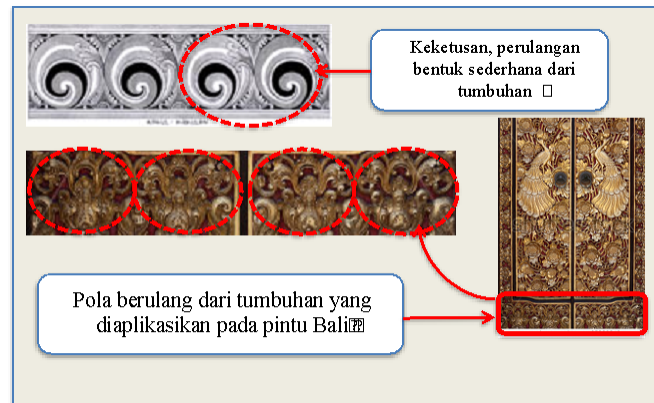 Keketusan, perulangan
bentuk sederhana dari
tumbuhan
Pola berulang dari tumbuhan yang
diaplikasikan pada pintu Bali